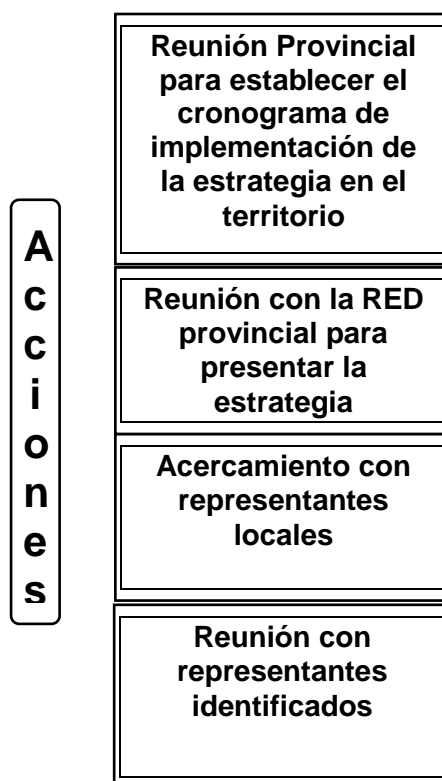 Acciones
Reunión Provincial
para establecer el
cronograma de
implementación de
la estrategia en el
territorio
Reunión con la RED
provincial para
presentar la
estrategia
Acercamiento con
representantes
locales
Reunión con
representantes
identificados